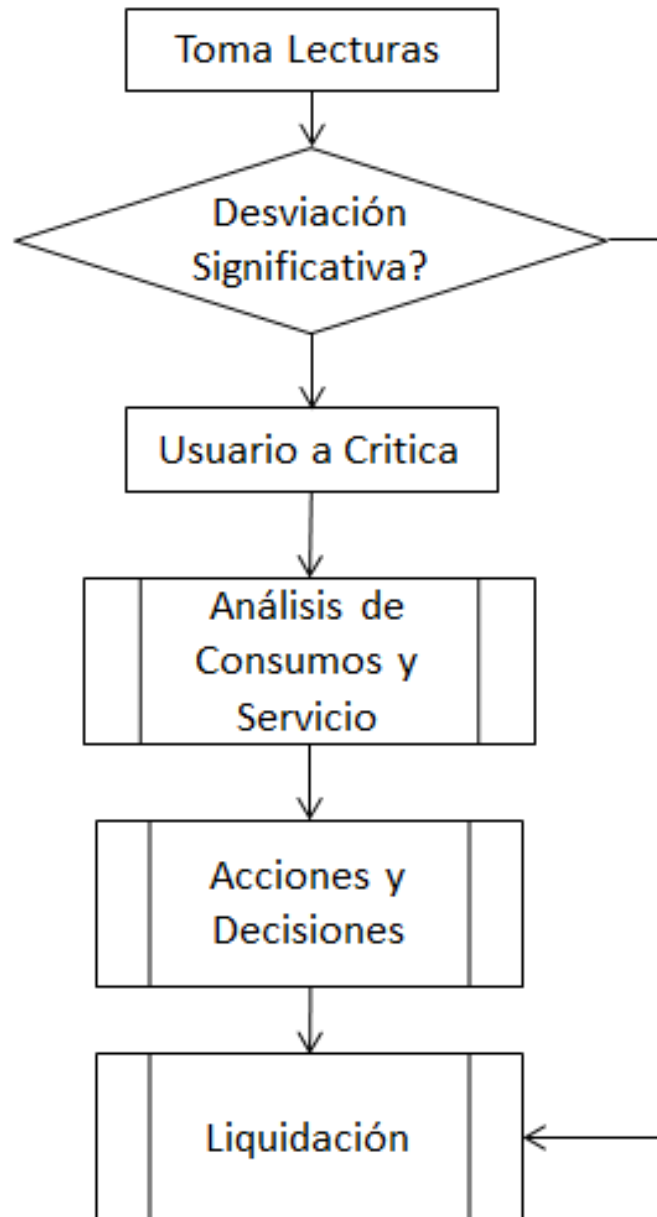 Toma Lecturas
Desviación
Significativa?
Usuario a Critica
Análisis de
Consumos y
Servicio
Acciones y
Decisiones
Liquidación